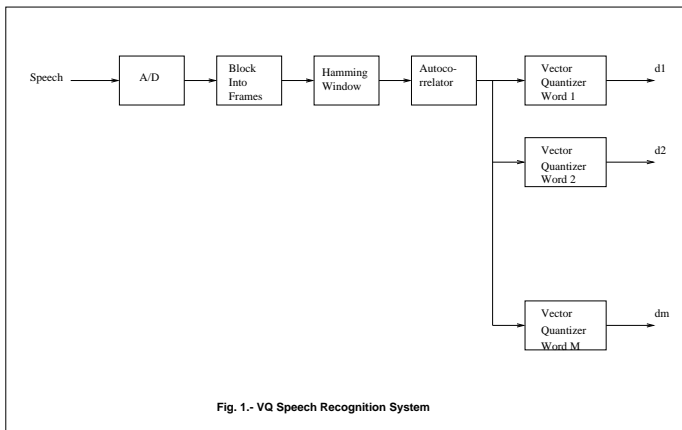 Speech
A/D
Block
Into
Frames
Hamming
Window
Autoco-
rrelator
Vector
Quantizer
Word 1
d1
Vector
Quantizer
Word 2
d2
Vector
Quantizer
Word M
dm
Fig. 1.- VQ Speech Recognition System